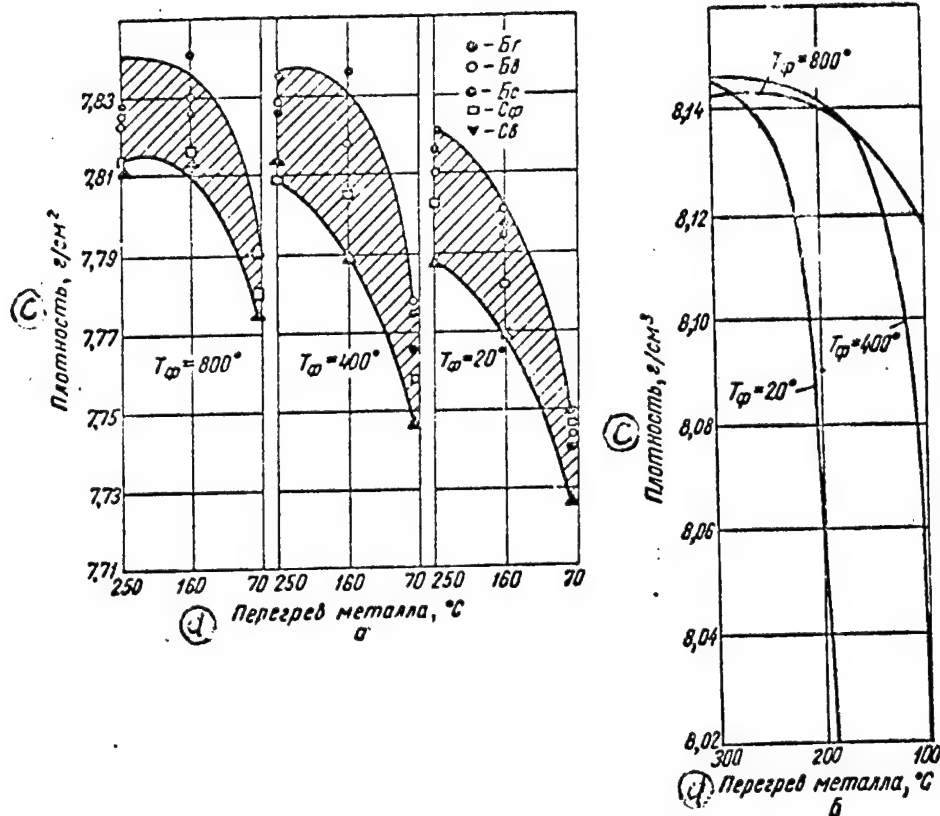 ● – Бг
○ – Бв
● – Бс
□ – Сф
▼ – Св
7,83
7,81
7,79
7,77
7,75
7,73
7,71
Плотность, г/см²
C
Tф=800°
Tф=400°
Tф=20°
250 160 70 250 160 70 250 160 70
d Перегрев металла, °C
а
Tф=800°
8,14
8,12
8,10
8,08
8,06
8,04
8,02
Плотность, г/см³
C
Tф=400°
Tф=20°
300 200 100
d Перегрев металла, °C
Б